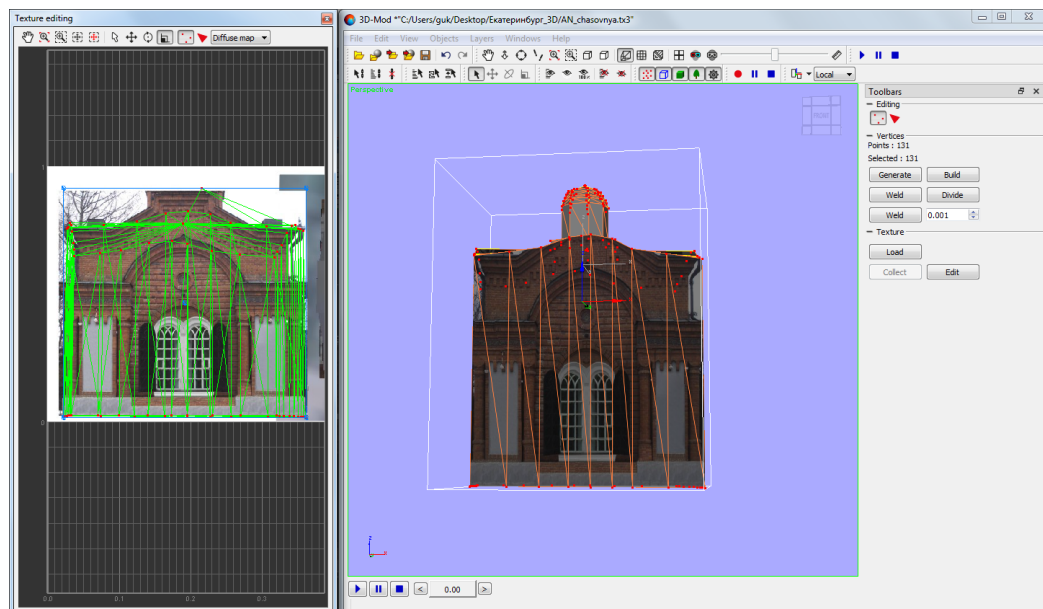 Texture editing
Diffuse map
1
0
0.0
0.1
0.2
0.3
3D-Mod *"C:/Users/guk/Desktop/Екатеринбург_3D/AN_chasovnya.tx3"
File Edit View Objects Layers Windows Help
Local
Perspective
FRONT
z
x
< 0.00 >
Toolbars
Editing
Vertices
Points : 131
Selected : 131
Generate Build
Weld Divide
Weld 0.001
Texture
Load
Collect Edit